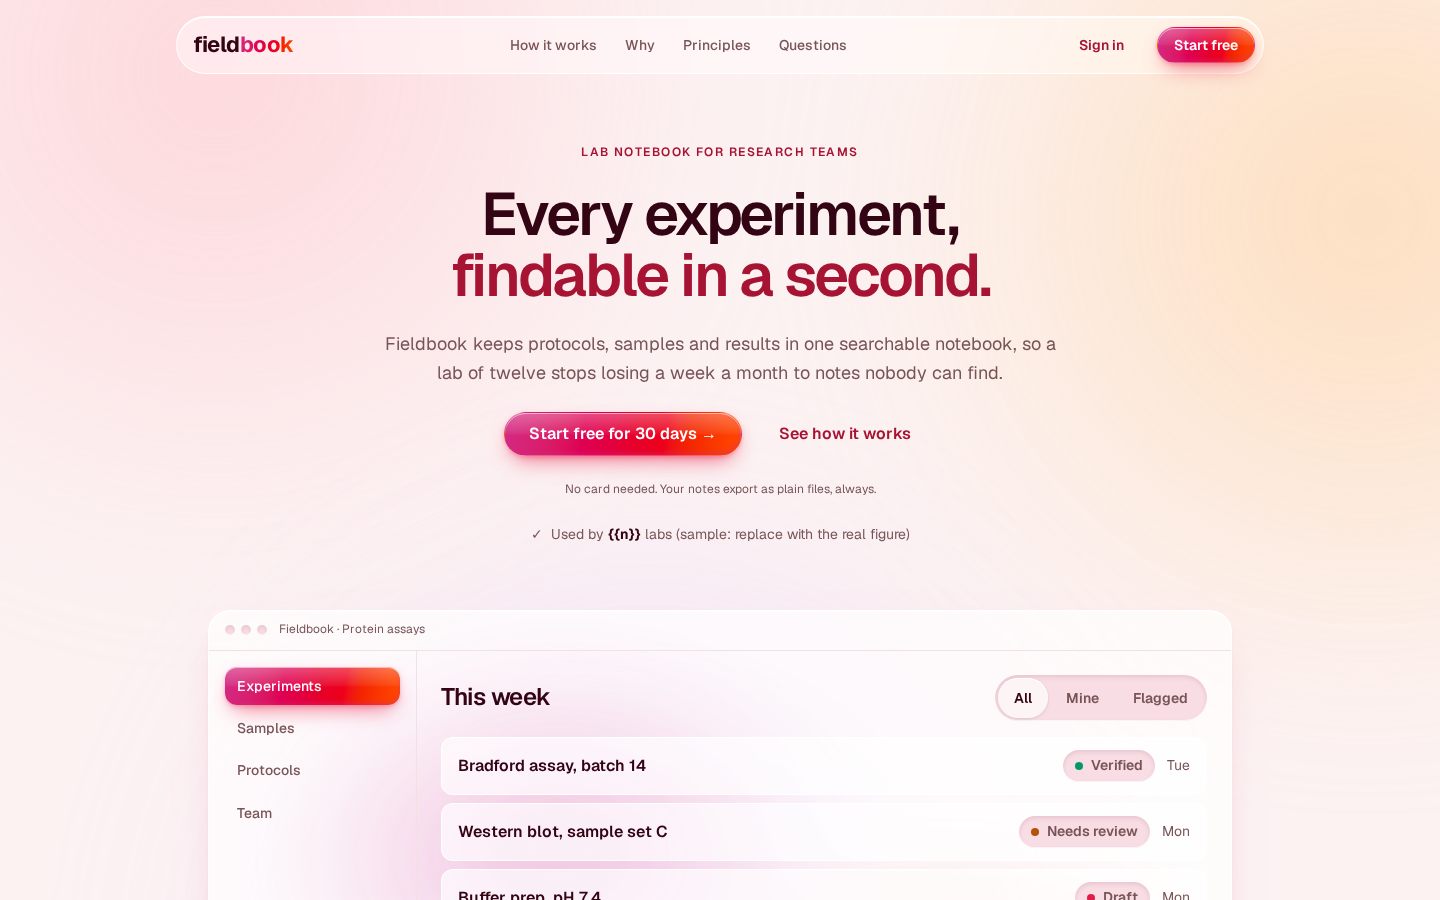 fieldbook
How it works Why Principles Questions
Sign in Start free
LAB NOTEBOOK FOR RESEARCH TEAMS
Every experiment,
findable in a second.
Fieldbook keeps protocols, samples and results in one searchable notebook, so a
lab of twelve stops losing a week a month to notes nobody can find.
Start free for 30 days → See how it works
No card needed. Your notes export as plain files, always.
✓ Used by {{n}} labs (sample: replace with the real figure)
Fieldbook · Protein assays
Experiments
Samples
Protocols
Team
This week
All Mine Flagged
Bradford assay, batch 14 Verified Tue
Western blot, sample set C Needs review Mon
Buffer prep, pH 7.4 Draft Mon